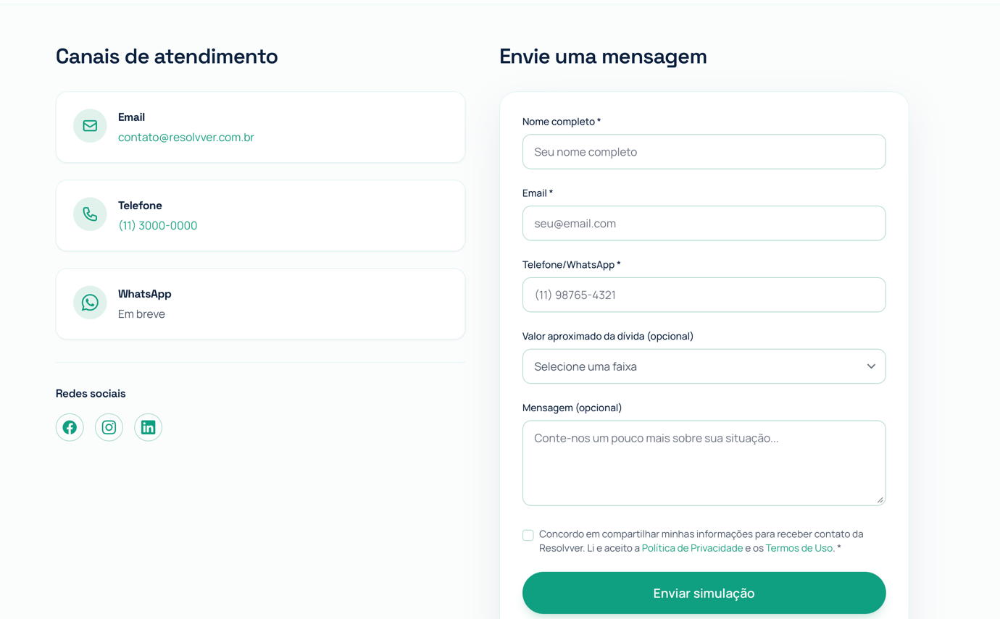 Canais de atendimento
Email
contato@resolvver.com.br
Telefone
(11) 3000-0000
WhatsApp
Em breve
Redes sociais
Envie uma mensagem
Nome completo *
Seu nome completo
Email *
seu@email.com
Telefone/WhatsApp *
(11) 98765-4321
Valor aproximado da dívida (opcional)
Selecione uma faixa
Mensagem (opcional)
Conte-nos um pouco mais sobre sua situação...
Concordo em compartilhar minhas informações para receber contato da
Resolvver. Li e aceito a Política de Privacidade e os Termos de Uso. *
Enviar simulação